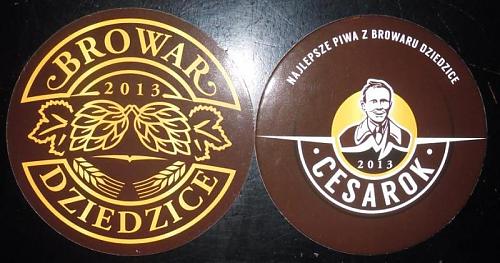 BROWAR
2013
DZIEDZICE
NAJLEPSZE PIWA Z BROWARU DZIEDZICE
2013
CESAROK